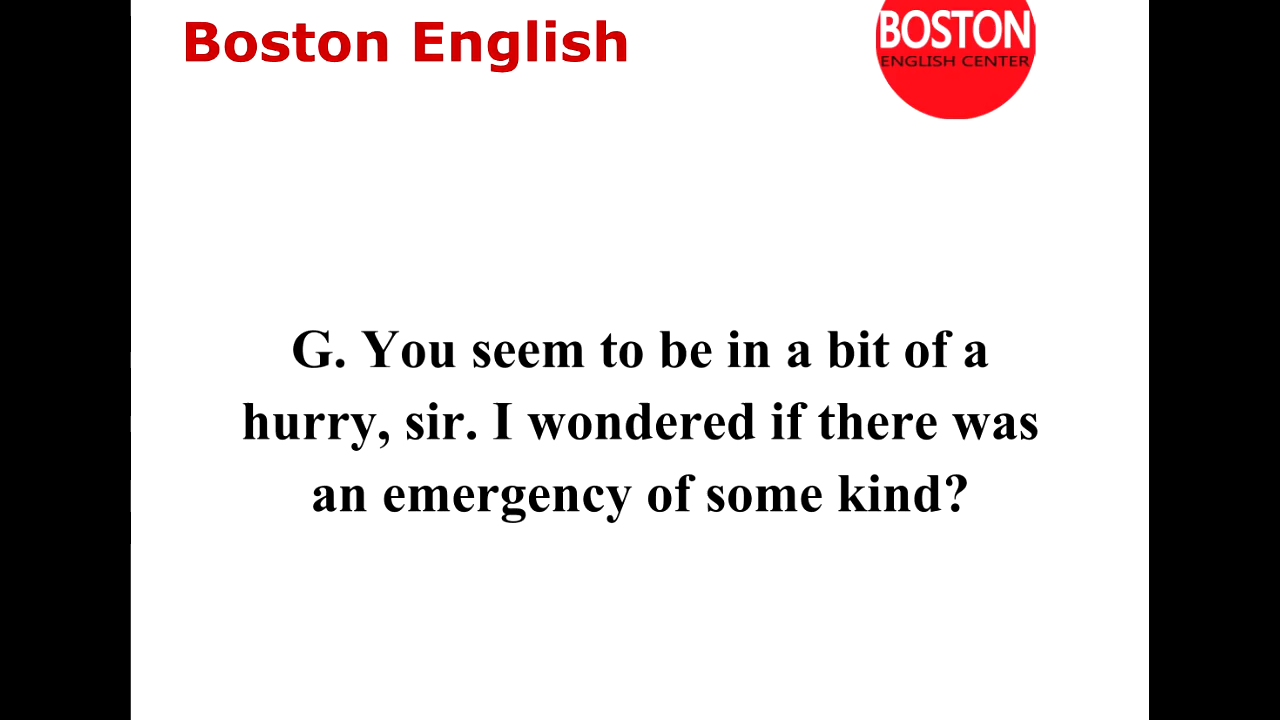 Boston English
BOSTON
ENGLISH CENTER
G. You seem to be in a bit of a
hurry, sir. I wondered if there was
an emergency of some kind?